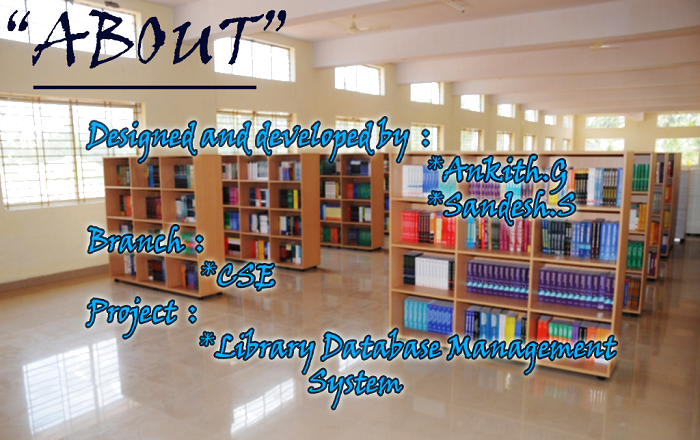 “ABOUT”
Designed and developed by :
*Ankith.G
*Sandesh.S
Branch :
*CSE
Project :
*Library Database Management
System